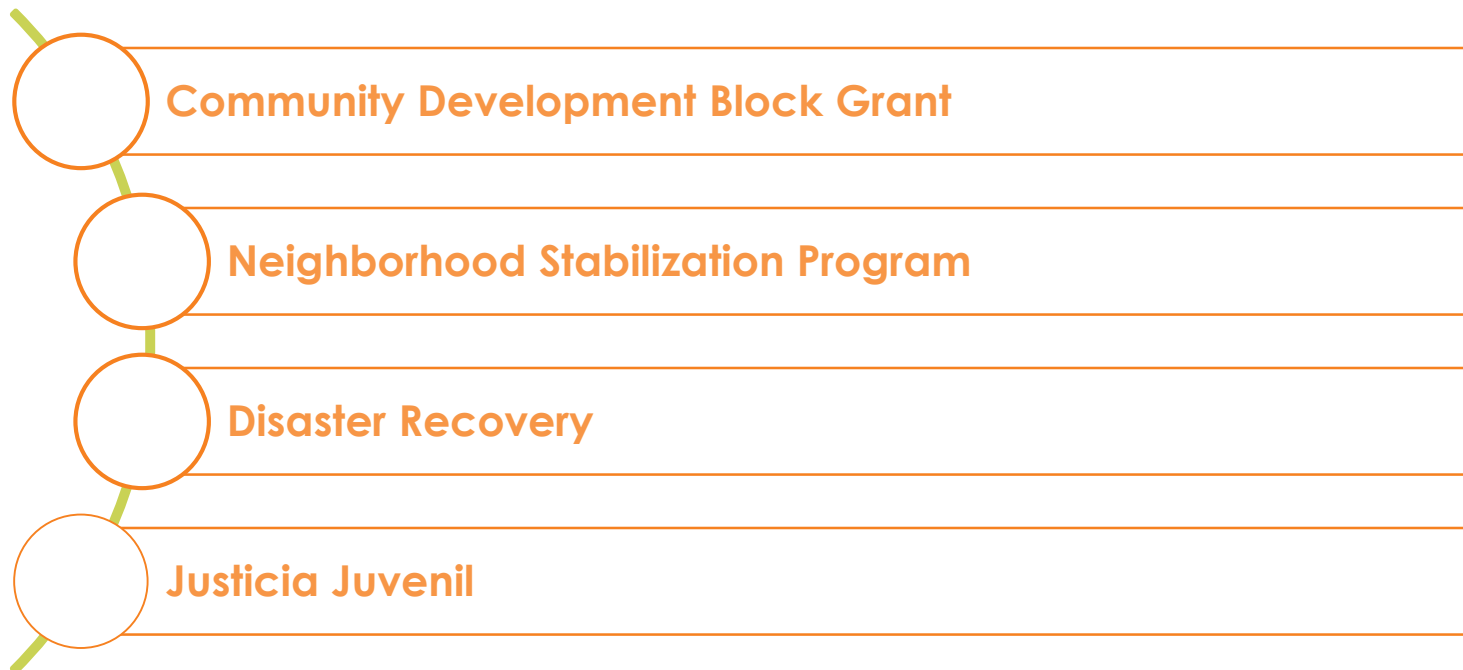 Community Development Block Grant
Neighborhood Stabilization Program
Disaster Recovery
Justicia Juvenil